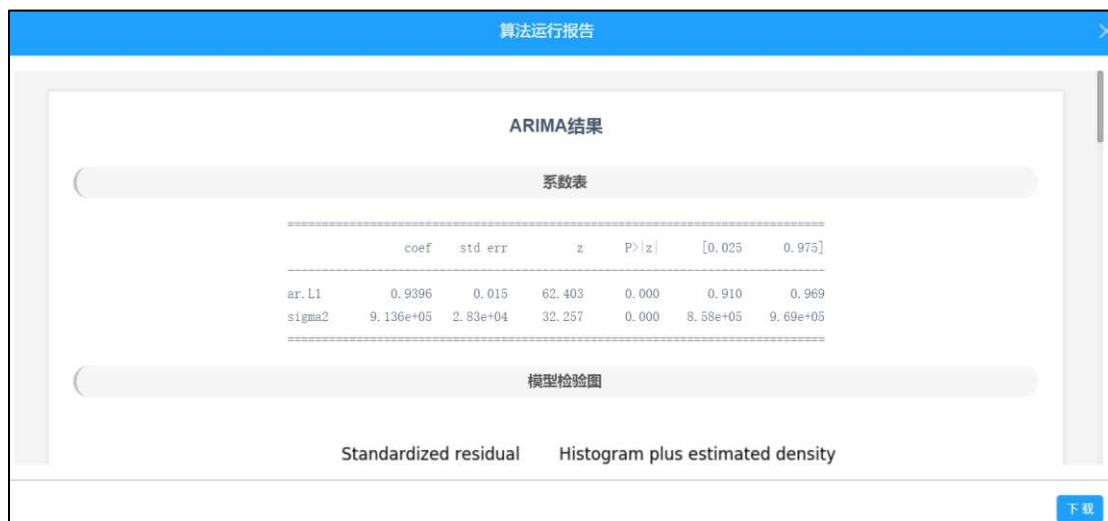 算法运行报告
ARIMA结果
系数表
==============================================================================
coef std err z P>|z| [0.025 0.975]
------------------------------------------------------------------------------
ar.L1 0.9396 0.015 62.403 0.000 0.910 0.969
sigma2 9.136e+05 2.83e+04 32.257 0.000 8.58e+05 9.69e+05
==============================================================================
模型检验图
Standardized residual Histogram plus estimated density
下载